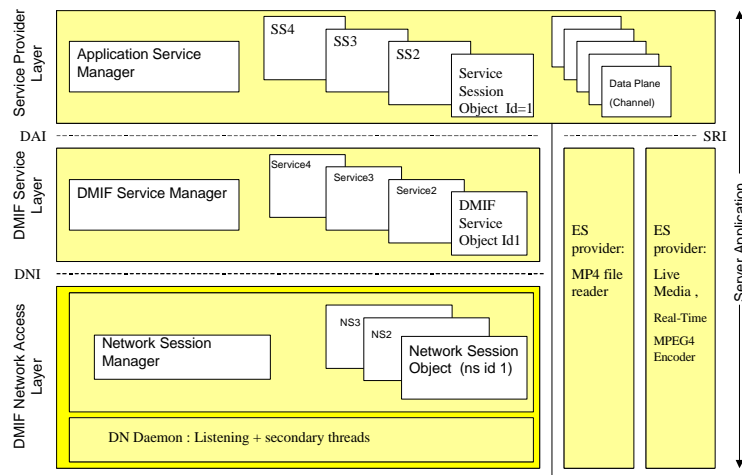 Service Provider
Layer
Application Service
Manager
SS4
SS3
SS2
Service
Session
Object Id=1
Data Plane
(Channel)
DAI
SRI
DMIF Service
Layer
DMIF Service Manager
Service4
Service3
Service2
DMIF
Service
Object Id1
DNI
DMIF Network Access
Layer
Network Session
Manager
NS3
NS2
Network Session
Object (ns id 1)
DN Daemon : Listening + secondary threads
ES
provider:
MP4 file
reader
ES
provider:
Live
Media ,
Real-Time
MPEG4
Encoder
Server Application